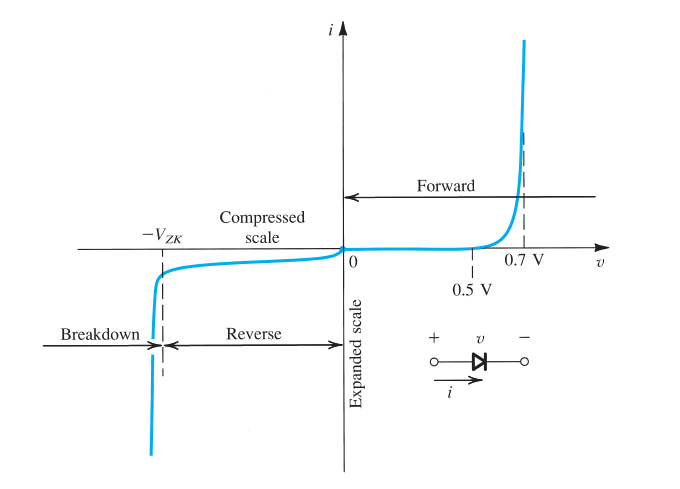 i
Forward
Compressed
scale
−V_ZK
0
0.7 V
v
0.5 V
Breakdown
Reverse
Expanded scale
+ v −
i